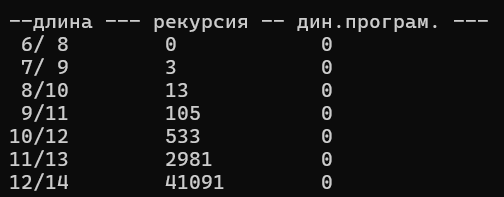 --длина --- рекурсия -- дин.програм. ---
 6/ 8        0            0
 7/ 9        3            0
 8/10        13           0
 9/11        105          0
10/12        533          0
11/13        2981         0
12/14        41091        0